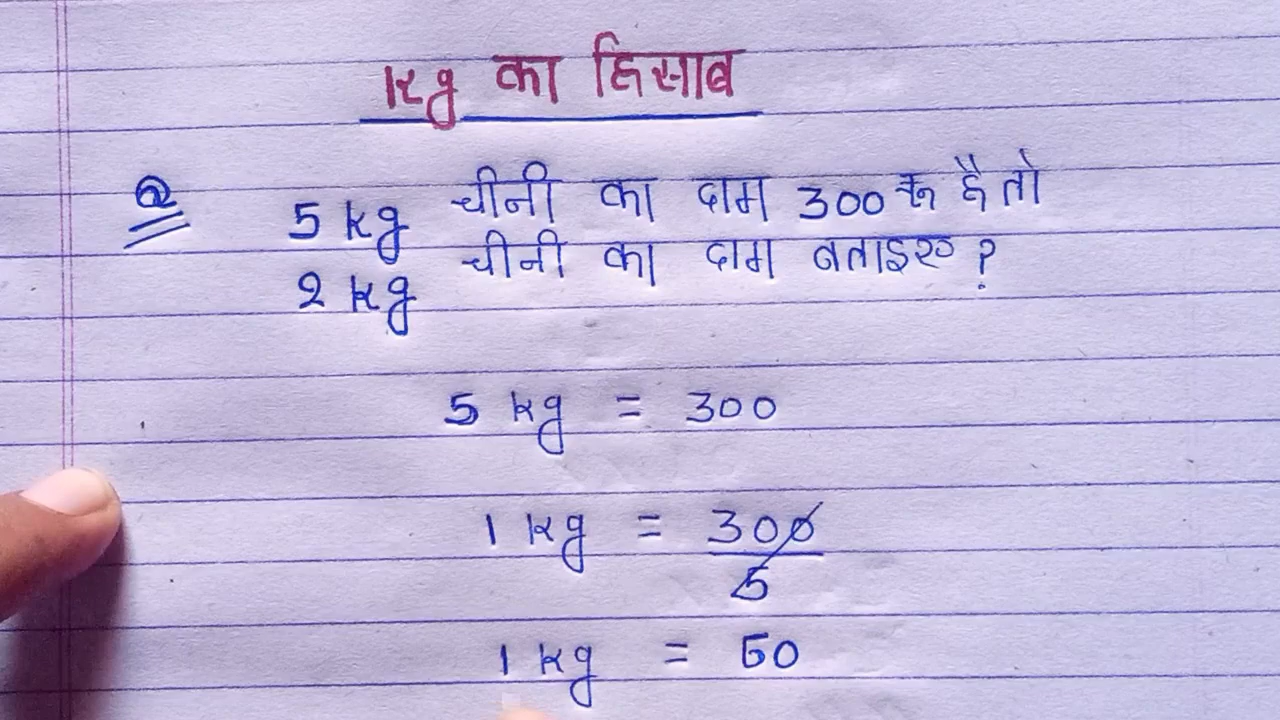 kg का हिसाब
Q 5 kg चीनी का दाम 300 रू है तो
2 kg चीनी का दाम बताइए ?
5 kg = 300
1 kg = 300
5
1 kg = 60